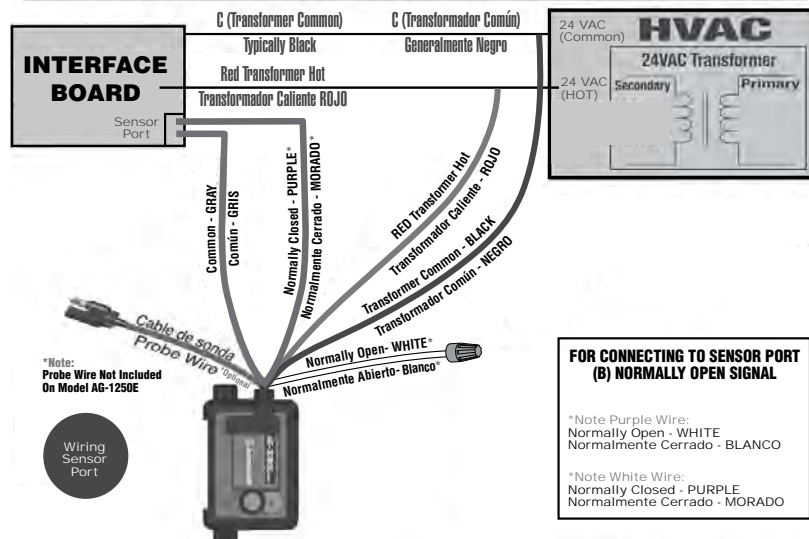 C (Transformer Common)
Typically Black
C (Transformador Común)
Generalmente Negro
24 VAC
(Common)
HVAC
24VAC Transformer
Secondary
Primary
24 VAC
(HOT)
INTERFACE
BOARD
Red Transformer Hot
Transformador Caliente ROJO
Sensor
Port
Common - GRAY
Común - GRIS
Normally Closed - PURPLE*
Normalmente Cerrado - MORADO*
RED Transformer Hot
Transformador Caliente - ROJO
Transformer Common - BLACK
Transformador Común - NEGRO
Cable de sonda
Probe Wire *Optional
Normally Open- WHITE*
Normalmente Abierto- Blanco*
*Note:
Probe Wire Not Included
On Model AG-1250E
Wiring
Sensor
Port
FOR CONNECTING TO SENSOR PORT
(B) NORMALLY OPEN SIGNAL
*Note Purple Wire:
Normally Open - WHITE
Normalmente Cerrado - BLANCO
*Note White Wire:
Normally Closed - PURPLE
Normalmente Cerrado - MORADO